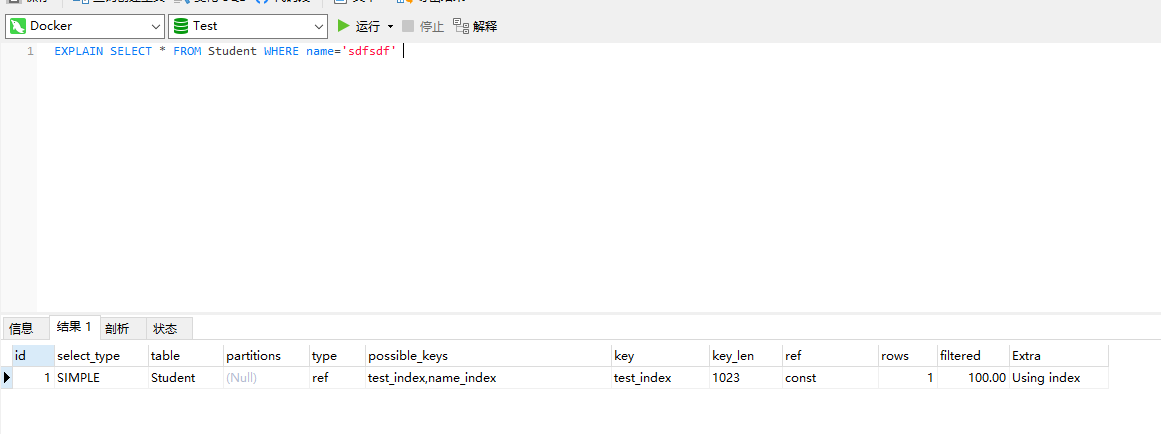 Docker Test 运行 停止 解释
1 EXPLAIN SELECT * FROM Student WHERE name='sdfsdf'
信息 结果 1 剖析 状态
id select_type table partitions type possible_keys key key_len ref rows filtered Extra
1 SIMPLE Student (Null) ref test_index,name_index test_index 1023 const 1 100.00 Using index